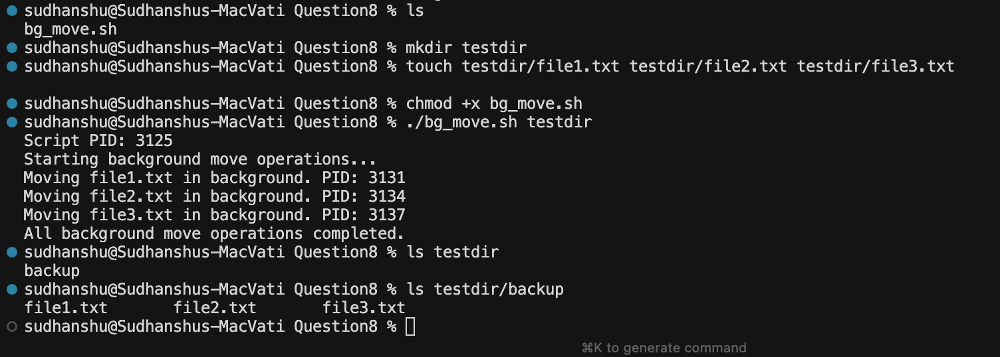 sudhanshu@Sudhanshus-MacVati Question8 % ls
bg_move.sh
sudhanshu@Sudhanshus-MacVati Question8 % mkdir testdir
sudhanshu@Sudhanshus-MacVati Question8 % touch testdir/file1.txt testdir/file2.txt testdir/file3.txt
sudhanshu@Sudhanshus-MacVati Question8 % chmod +x bg_move.sh
sudhanshu@Sudhanshus-MacVati Question8 % ./bg_move.sh testdir
Script PID: 3125
Starting background move operations...
Moving file1.txt in background. PID: 3131
Moving file2.txt in background. PID: 3134
Moving file3.txt in background. PID: 3137
All background move operations completed.
sudhanshu@Sudhanshus-MacVati Question8 % ls testdir
backup
sudhanshu@Sudhanshus-MacVati Question8 % ls testdir/backup
file1.txt file2.txt file3.txt
sudhanshu@Sudhanshus-MacVati Question8 %
⌘K to generate command